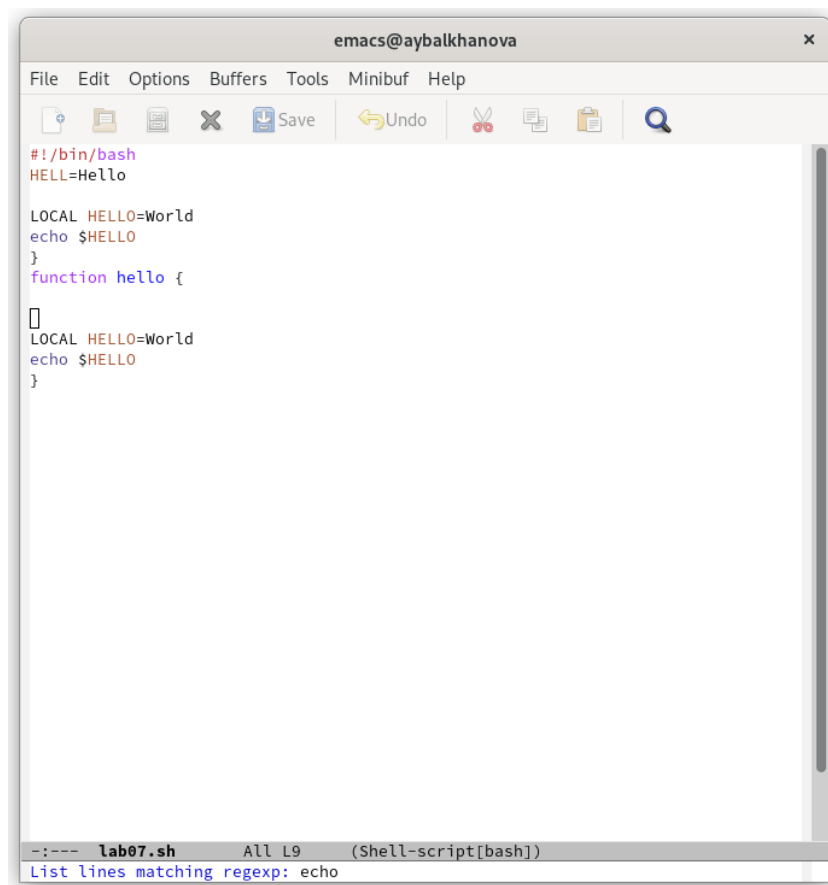 emacs@aybalkhanova ×
File Edit Options Buffers Tools Minibuf Help
Save Undo
#!/bin/bash
HELL=Hello
LOCAL HELLO=World
echo $HELLO
}
function hello {
LOCAL HELLO=World
echo $HELLO
}
-:--- lab07.sh All L9 (Shell-script[bash])
List lines matching regexp: echo